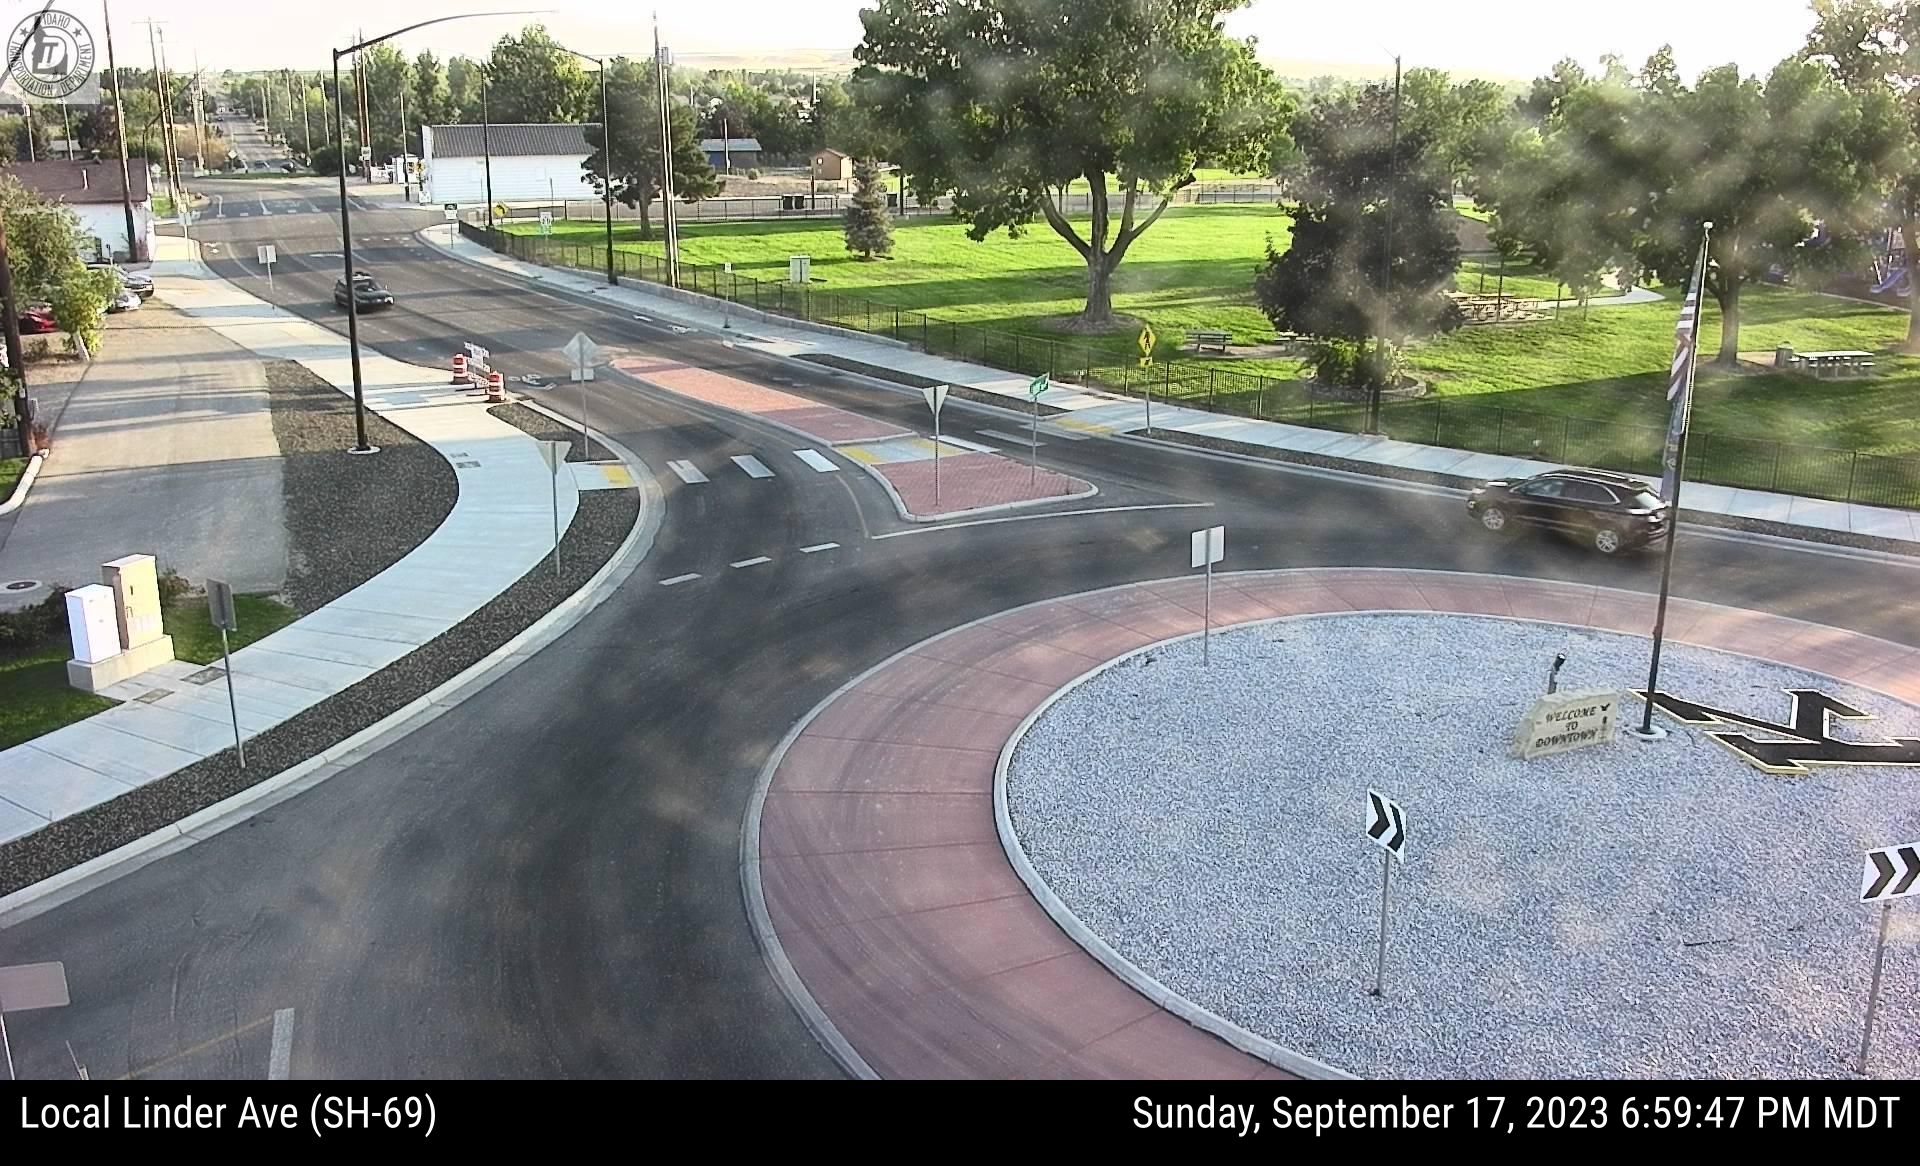 IDAHO
TRANSPORTATION DEPARTMENT
WELCOME
TO
DOWNTOWN
Local Linder Ave (SH-69)
Sunday, September 17, 2023 6:59:47 PM MDT